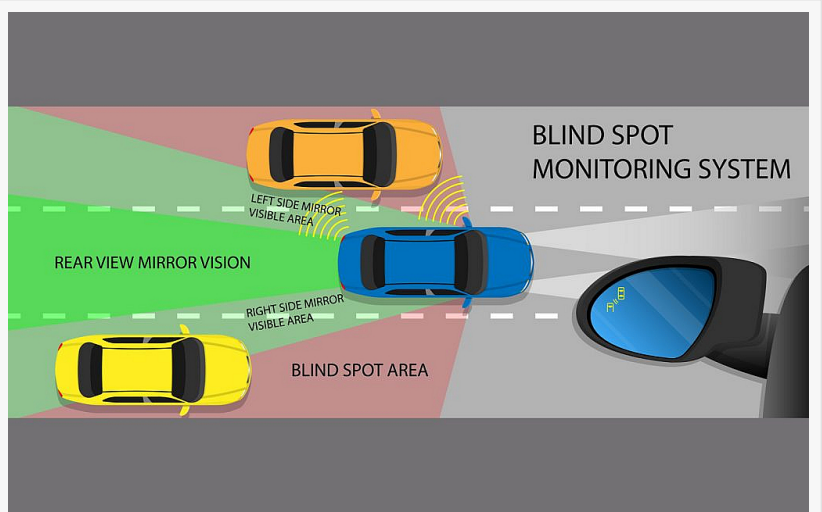 BLIND SPOT
MONITORING SYSTEM
LEFT SIDE MIRROR
VISIBLE AREA
REAR VIEW MIRROR VISION
RIGHT SIDE MIRROR
VISIBLE AREA
BLIND SPOT AREA